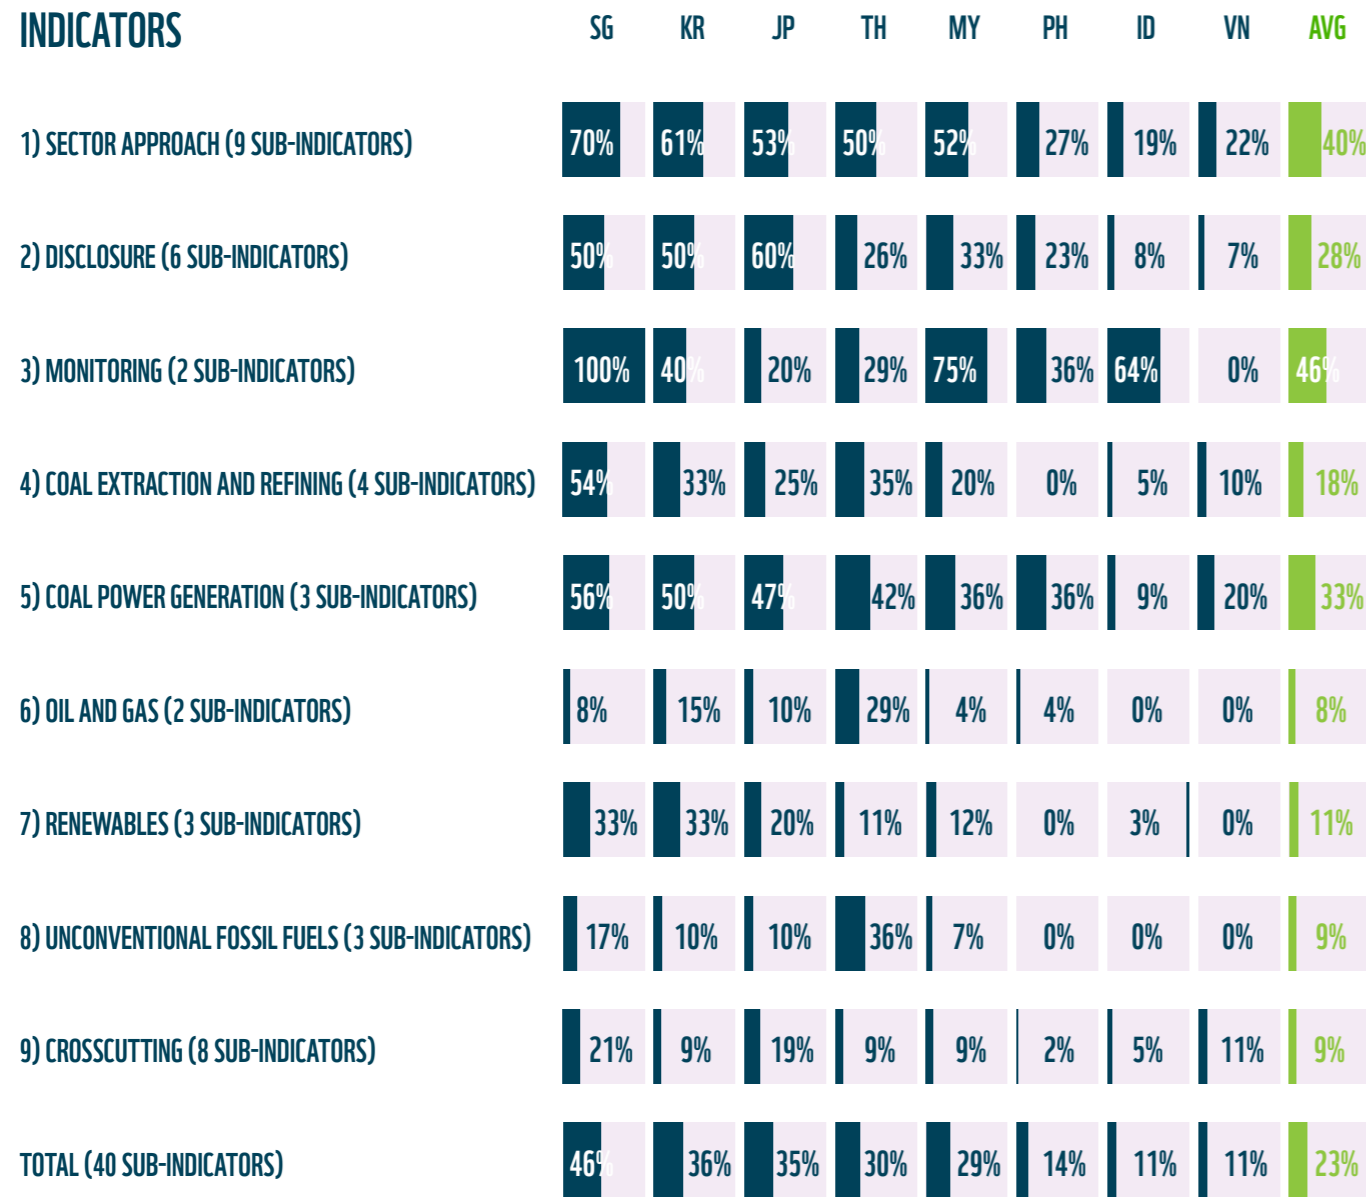 INDICATORS SG KR JP TH MY PH ID VN AVG
1) SECTOR APPROACH (9 SUB-INDICATORS) 70% 61% 53% 50% 52% 27% 19% 22% 40%
2) DISCLOSURE (6 SUB-INDICATORS) 50% 50% 60% 26% 33% 23% 8% 7% 28%
3) MONITORING (2 SUB-INDICATORS) 100% 40% 20% 29% 75% 36% 64% 0% 46%
4) COAL EXTRACTION AND REFINING (4 SUB-INDICATORS) 54% 33% 25% 35% 20% 0% 5% 10% 18%
5) COAL POWER GENERATION (3 SUB-INDICATORS) 56% 50% 47% 42% 36% 36% 9% 20% 33%
6) OIL AND GAS (2 SUB-INDICATORS) 8% 15% 10% 29% 4% 4% 0% 0% 8%
7) RENEWABLES (3 SUB-INDICATORS) 33% 33% 20% 11% 12% 0% 3% 0% 11%
8) UNCONVENTIONAL FOSSIL FUELS (3 SUB-INDICATORS) 17% 10% 10% 36% 7% 0% 0% 0% 9%
9) CROSSCUTTING (8 SUB-INDICATORS) 21% 9% 19% 9% 9% 2% 5% 11% 9%
TOTAL (40 SUB-INDICATORS) 46% 36% 35% 30% 29% 14% 11% 11% 23%